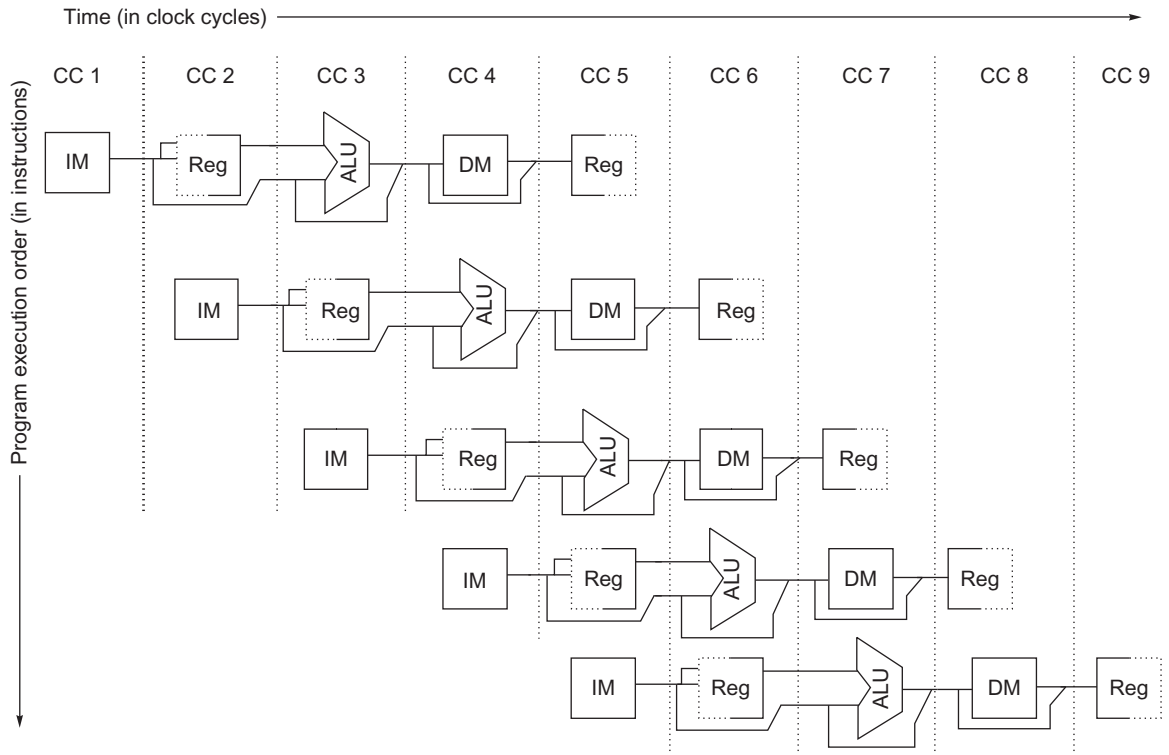 Time (in clock cycles)
CC 1 CC 2 CC 3 CC 4 CC 5 CC 6 CC 7 CC 8 CC 9
Program execution order (in instructions)
IM Reg ALU DM Reg
IM Reg ALU DM Reg
IM Reg ALU DM Reg
IM Reg ALU DM Reg
IM Reg ALU DM Reg